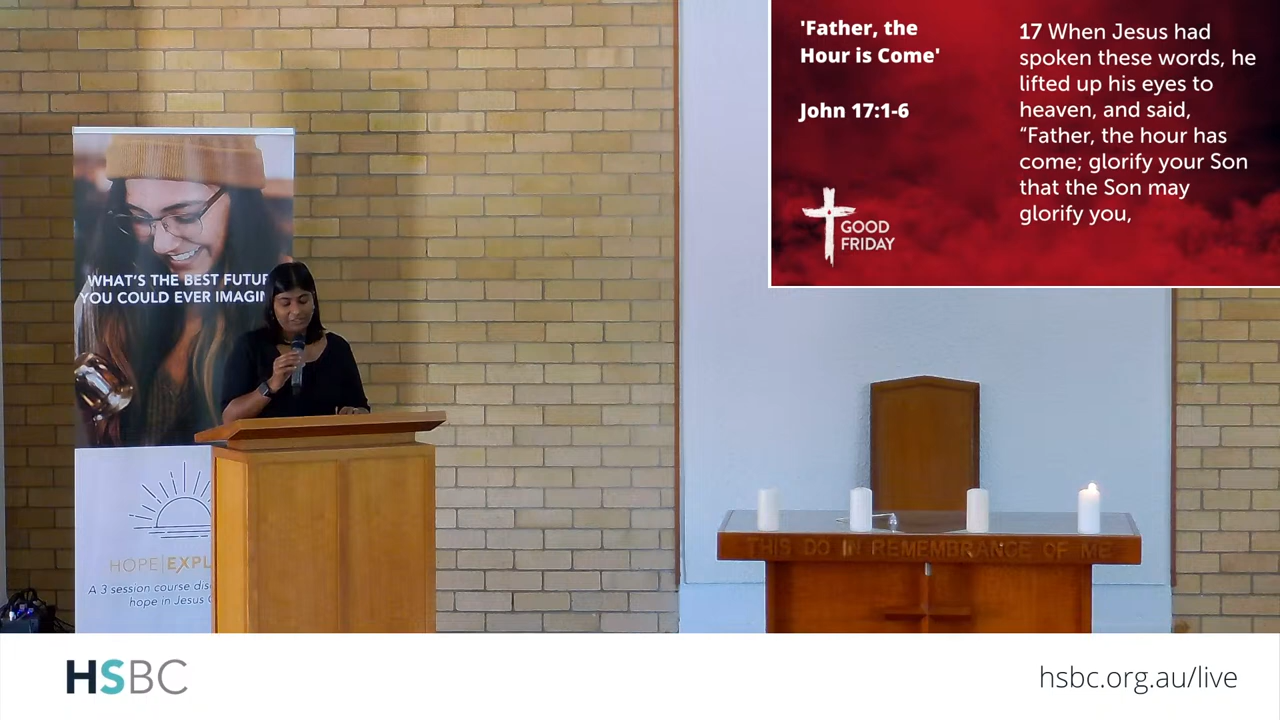 'Father, the
Hour is Come'
John 17:1-6
17 When Jesus had
spoken these words, he
lifted up his eyes to
heaven, and said,
“Father, the hour has
come; glorify your Son
that the Son may
glorify you,
GOOD
FRIDAY
WHAT'S THE BEST FUTUR
YOU COULD EVER IMAGIN
HOPE|EXPL
A 3 session course dis
hope in Jesus
THIS DO IN REMEMBRANCE OF ME
HSBC
hsbc.org.au/live